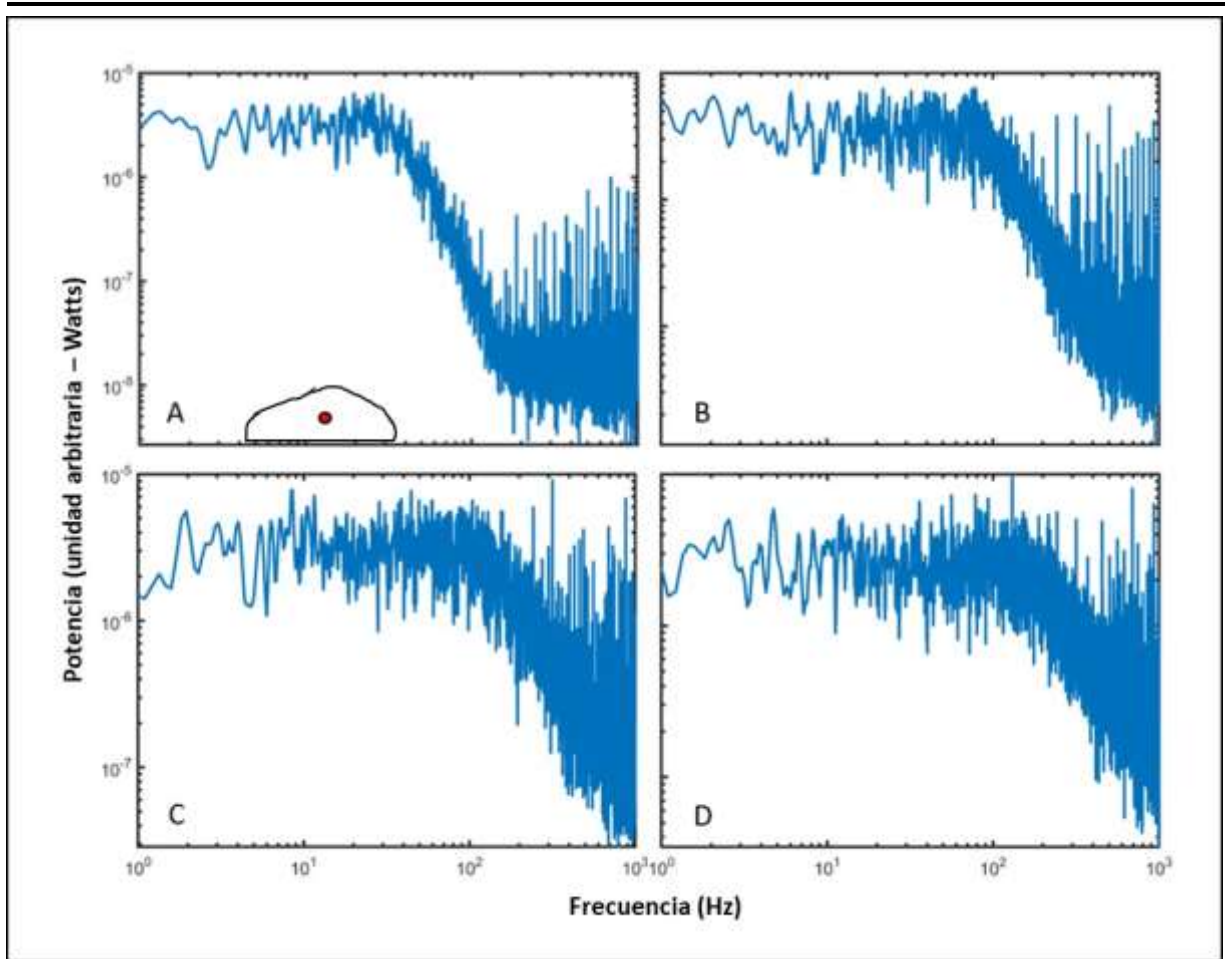 10⁻⁵
10⁻⁶
10⁻⁷
10⁻⁸
A
B
10⁻⁵
10⁻⁶
10⁻⁷
C
D
10⁰ 10¹ 10² 10³ 10⁰ 10¹ 10² 10³
Potencia (unidad arbitraria – Watts)
Frecuencia (Hz)